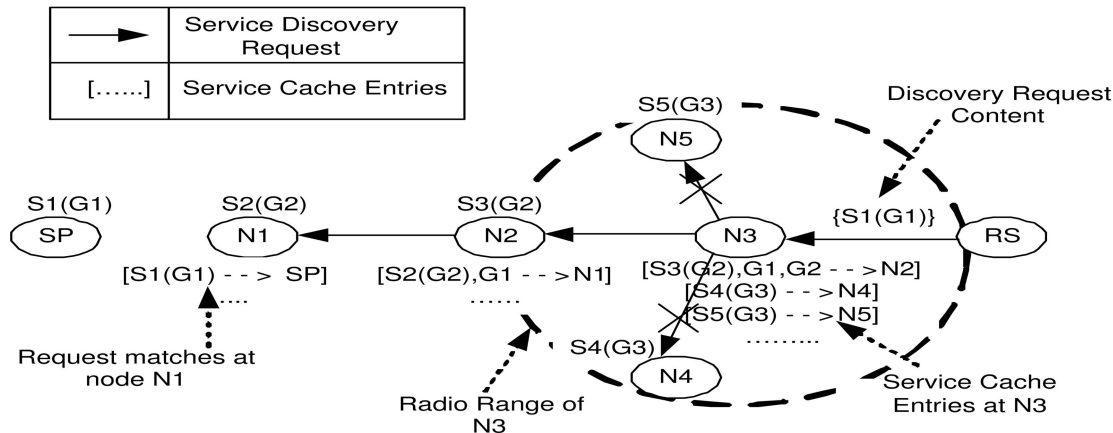 Service Discovery
Request
[......] Service Cache Entries
Discovery Request
Content
S5(G3)
N5
S1(G1)
SP
S2(G2)
N1
S3(G2)
N2
N3
{S1(G1)}
RS
[S1(G1) - - > SP]
.....
[S2(G2),G1 - - >N1]
......
[S3(G2),G1,G2 - - >N2]
[S4(G3) - - >N4]
[S5(G3) - - >N5]
.........
S4(G3)
N4
Request matches at
node N1
Radio Range of
N3
Service Cache
Entries at N3